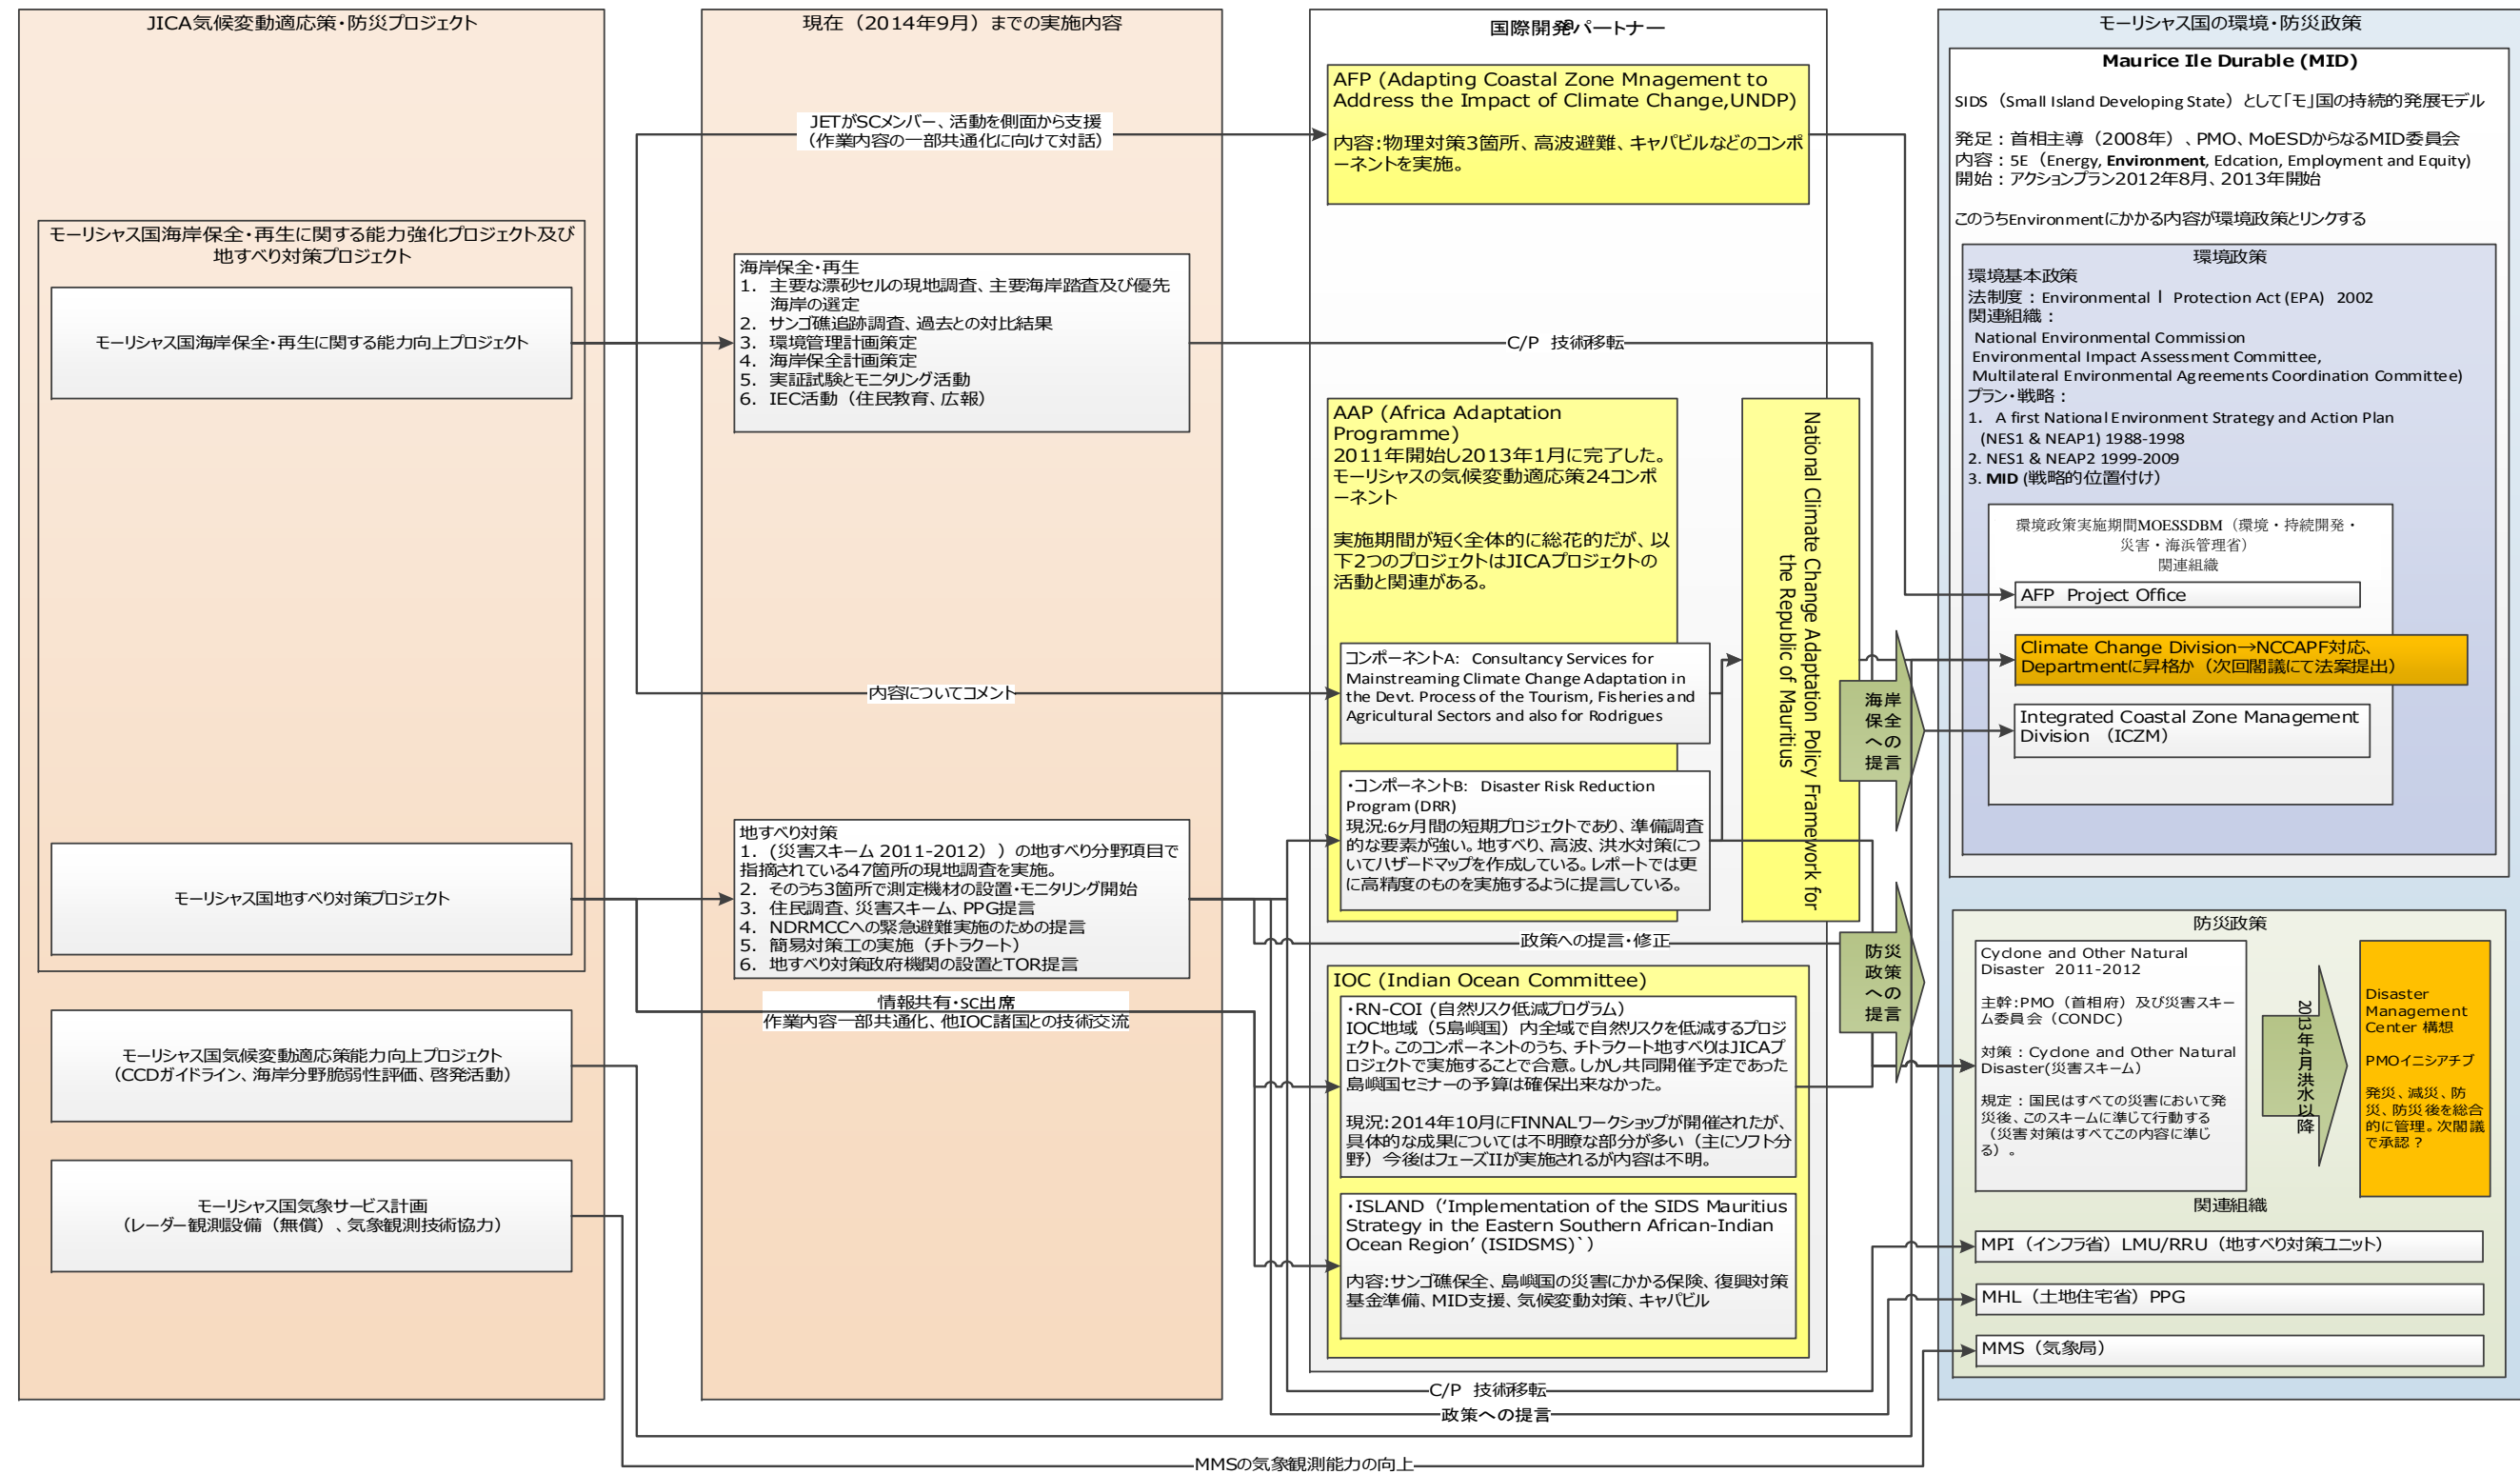 JICA気候変動適応策・防災プロジェクト
モーリシャス国海岸保全・再生に関する能力強化プロジェクト及び
地すべり対策プロジェクト
モーリシャス国海岸保全・再生に関する能力向上プロジェクト
モーリシャス国地すべり対策プロジェクト
モーリシャス国気候変動適応策能力向上プロジェクト
（CCDガイドライン、海岸分野脆弱性評価、啓発活動）
モーリシャス国気象サービス計画
（レーダー観測設備（無償）、気象観測技術協力）
現在（2014年9月）までの実施内容
JETがSCメンバー、活動を側面から支援
（作業内容の一部共通化に向けて対話）
海岸保全・再生
1. 主要な漂砂セルの現地調査、主要海岸踏査及び優先
海岸の選定
2. サンゴ礁追跡調査、過去との対比結果
3. 環境管理計画策定
4. 海岸保全計画策定
5. 実証試験とモニタリング活動
6. IEC活動（住民教育、広報）
内容についてコメント
地すべり対策
1. (災害スキーム 2011-2012)）の地すべり分野項目で
指摘されている47箇所の現地調査を実施。
2. そのうち3箇所で測定機材の設置・モニタリング開始
3. 住民調査、災害スキーム、PPG提言
4. NDRMCCへの緊急避難実施のための提言
5. 簡易対策工の実施（チトラクート）
6. 地すべり対策政府機関の設置とTOR提言
情報共有・SC出席
作業内容一部共通化、他IOC諸国との技術交流
国際開発パートナー
AFP (Adapting Coastal Zone Mnagement to
Address the Impact of Climate Change,UNDP)
内容：物理対策3箇所、高波避難、キャパビルなどのコンポ
ーネントを実施。
C/P 技術移転
AAP (Africa Adaptation
Programme)
2011年開始し2013年1月に完了した。
モーリシャスの気候変動適応策24コンポ
ーネント
実施期間が短く全体的に総花的だが、以
下2つのプロジェクトはJICAプロジェクトの
活動と関連がある。
コンポーネントA: Consultancy Services for
Mainstreaming Climate Change Adaptation in
the Devt. Process of the Tourism, Fisheries and
Agricultural Sectors and also for Rodrigues
・コンポーネントB: Disaster Risk Reduction
Program (DRR)
現況：6ヶ月間の短期プロジェクトであり、準備調査
的な要素が強い。地すべり、高波、洪水対策につ
いてハザードマップを作成している。レポートでは更
に高精度のものを実施するように提言している。
National Climate Change Adaptation Policy Framework for
the Republic of Mauritius
政策への提言・修正
IOC (Indian Ocean Committee)
・RN-COI (自然リスク低減プログラム）
IOC地域（5島嶼国）内全域で自然リスクを低減するプロジ
ェクト。このコンポーネントのうち、チトラクート地すべりはJICAプ
ロジェクトで実施することで合意。しかし共同開催予定であった
島嶼国セミナーの予算は確保出来なかった。
現況：2014年10月にFINNALワークショップが開催されたが、
具体的な成果については不明瞭な部分が多い（主にソフト分
野）今後はフェーズIIが実施されるが内容は不明。
・ISLAND（‘Implementation of the SIDS Mauritius
Strategy in the Eastern Southern African-Indian
Ocean Region’ (ISIDSMS)`）
内容：サンゴ礁保全、島嶼国の災害にかかる保険、復興対策
基金準備、MID支援、気候変動対策、キャパビル
C/P 技術移転
政策への提言
MMSの気象観測能力の向上
海岸
保全
への
提言
防災
政策
への
提言
モーリシャス国の環境・防災政策
Maurice Ile Durable (MID)
SIDS（Small Island Developing State）として「モ」国の持続的発展モデル
発足：首相主導（2008年）、PMO、MoESDからなるMID委員会
内容：5E（Energy, Environment, Edcation, Employment and Equity)
開始：アクションプラン2012年8月、2013年開始
このうちEnvironmentにかかる内容が環境政策とリンクする
環境政策
環境基本政策
法制度：Environmental l Protection Act (EPA) 2002
関連組織：
National Environmental Commission
Environmental Impact Assessment Committee,
Multilateral Environmental Agreements Coordination Committee)
プラン・戦略：
1. A first National Environment Strategy and Action Plan
(NES1 & NEAP1) 1988-1998
2. NES1 & NEAP2 1999-2009
3. MID (戦略的位置付け）
環境政策実施期間MOESSDBM（環境・持続開発・
災害・海浜管理省）
関連組織
AFP Project Office
Climate Change Division→NCCAPF対応、
Departmentに昇格か（次回閣議にて法案提出）
Integrated Coastal Zone Management
Division （ICZM）
防災政策
Cyclone and Other Natural
Disaster 2011-2012
主幹：PMO（首相府）及び災害スキー
ム委員会（CONDC）
対策：Cyclone and Other Natural
Disaster(災害スキーム）
規定：国民はすべての災害において発
災後、このスキームに準じて行動する
（災害対策はすべてこの内容に準じ
る）。
2013年4月洪水以降
Disaster
Management
Center 構想
PMOイニシアチブ
発災、減災、防
災、防災後を総合
的に管理。次閣議
で承認？
関連組織
MPI（インフラ省）LMU/RRU（地すべり対策ユニット）
MHL（土地住宅省）PPG
MMS（気象局）